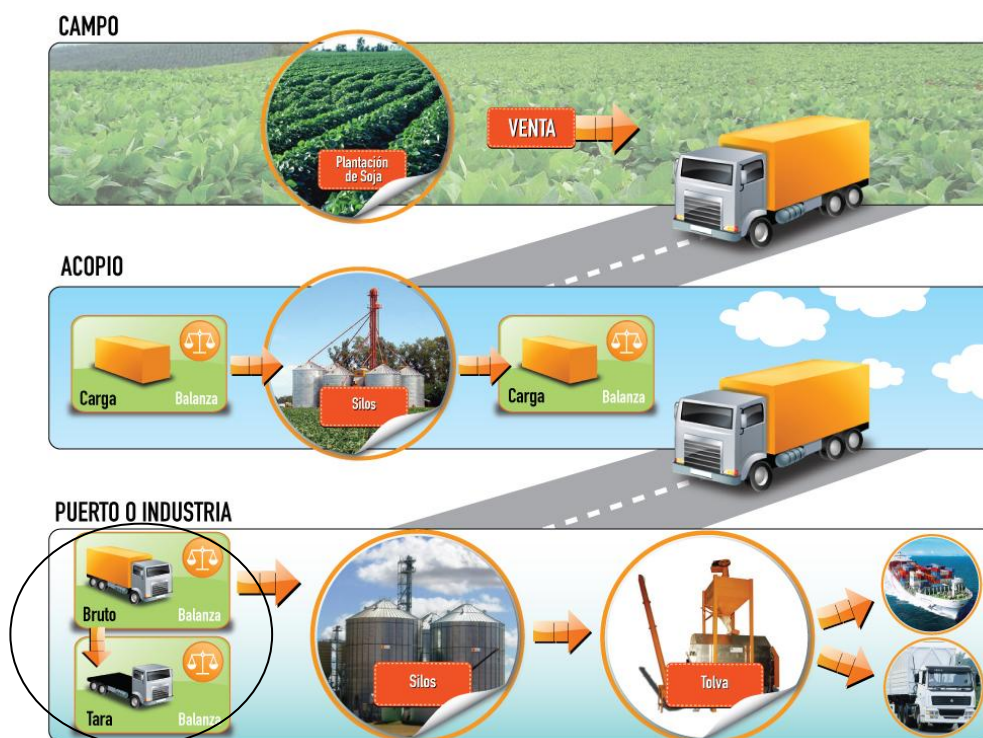 CAMPO
Plantación
de Soja
VENTA
ACOPIO
Carga
Balanza
Silos
Carga
Balanza
PUERTO O INDUSTRIA
Bruto
Balanza
Tara
Balanza
Silos
Tolva